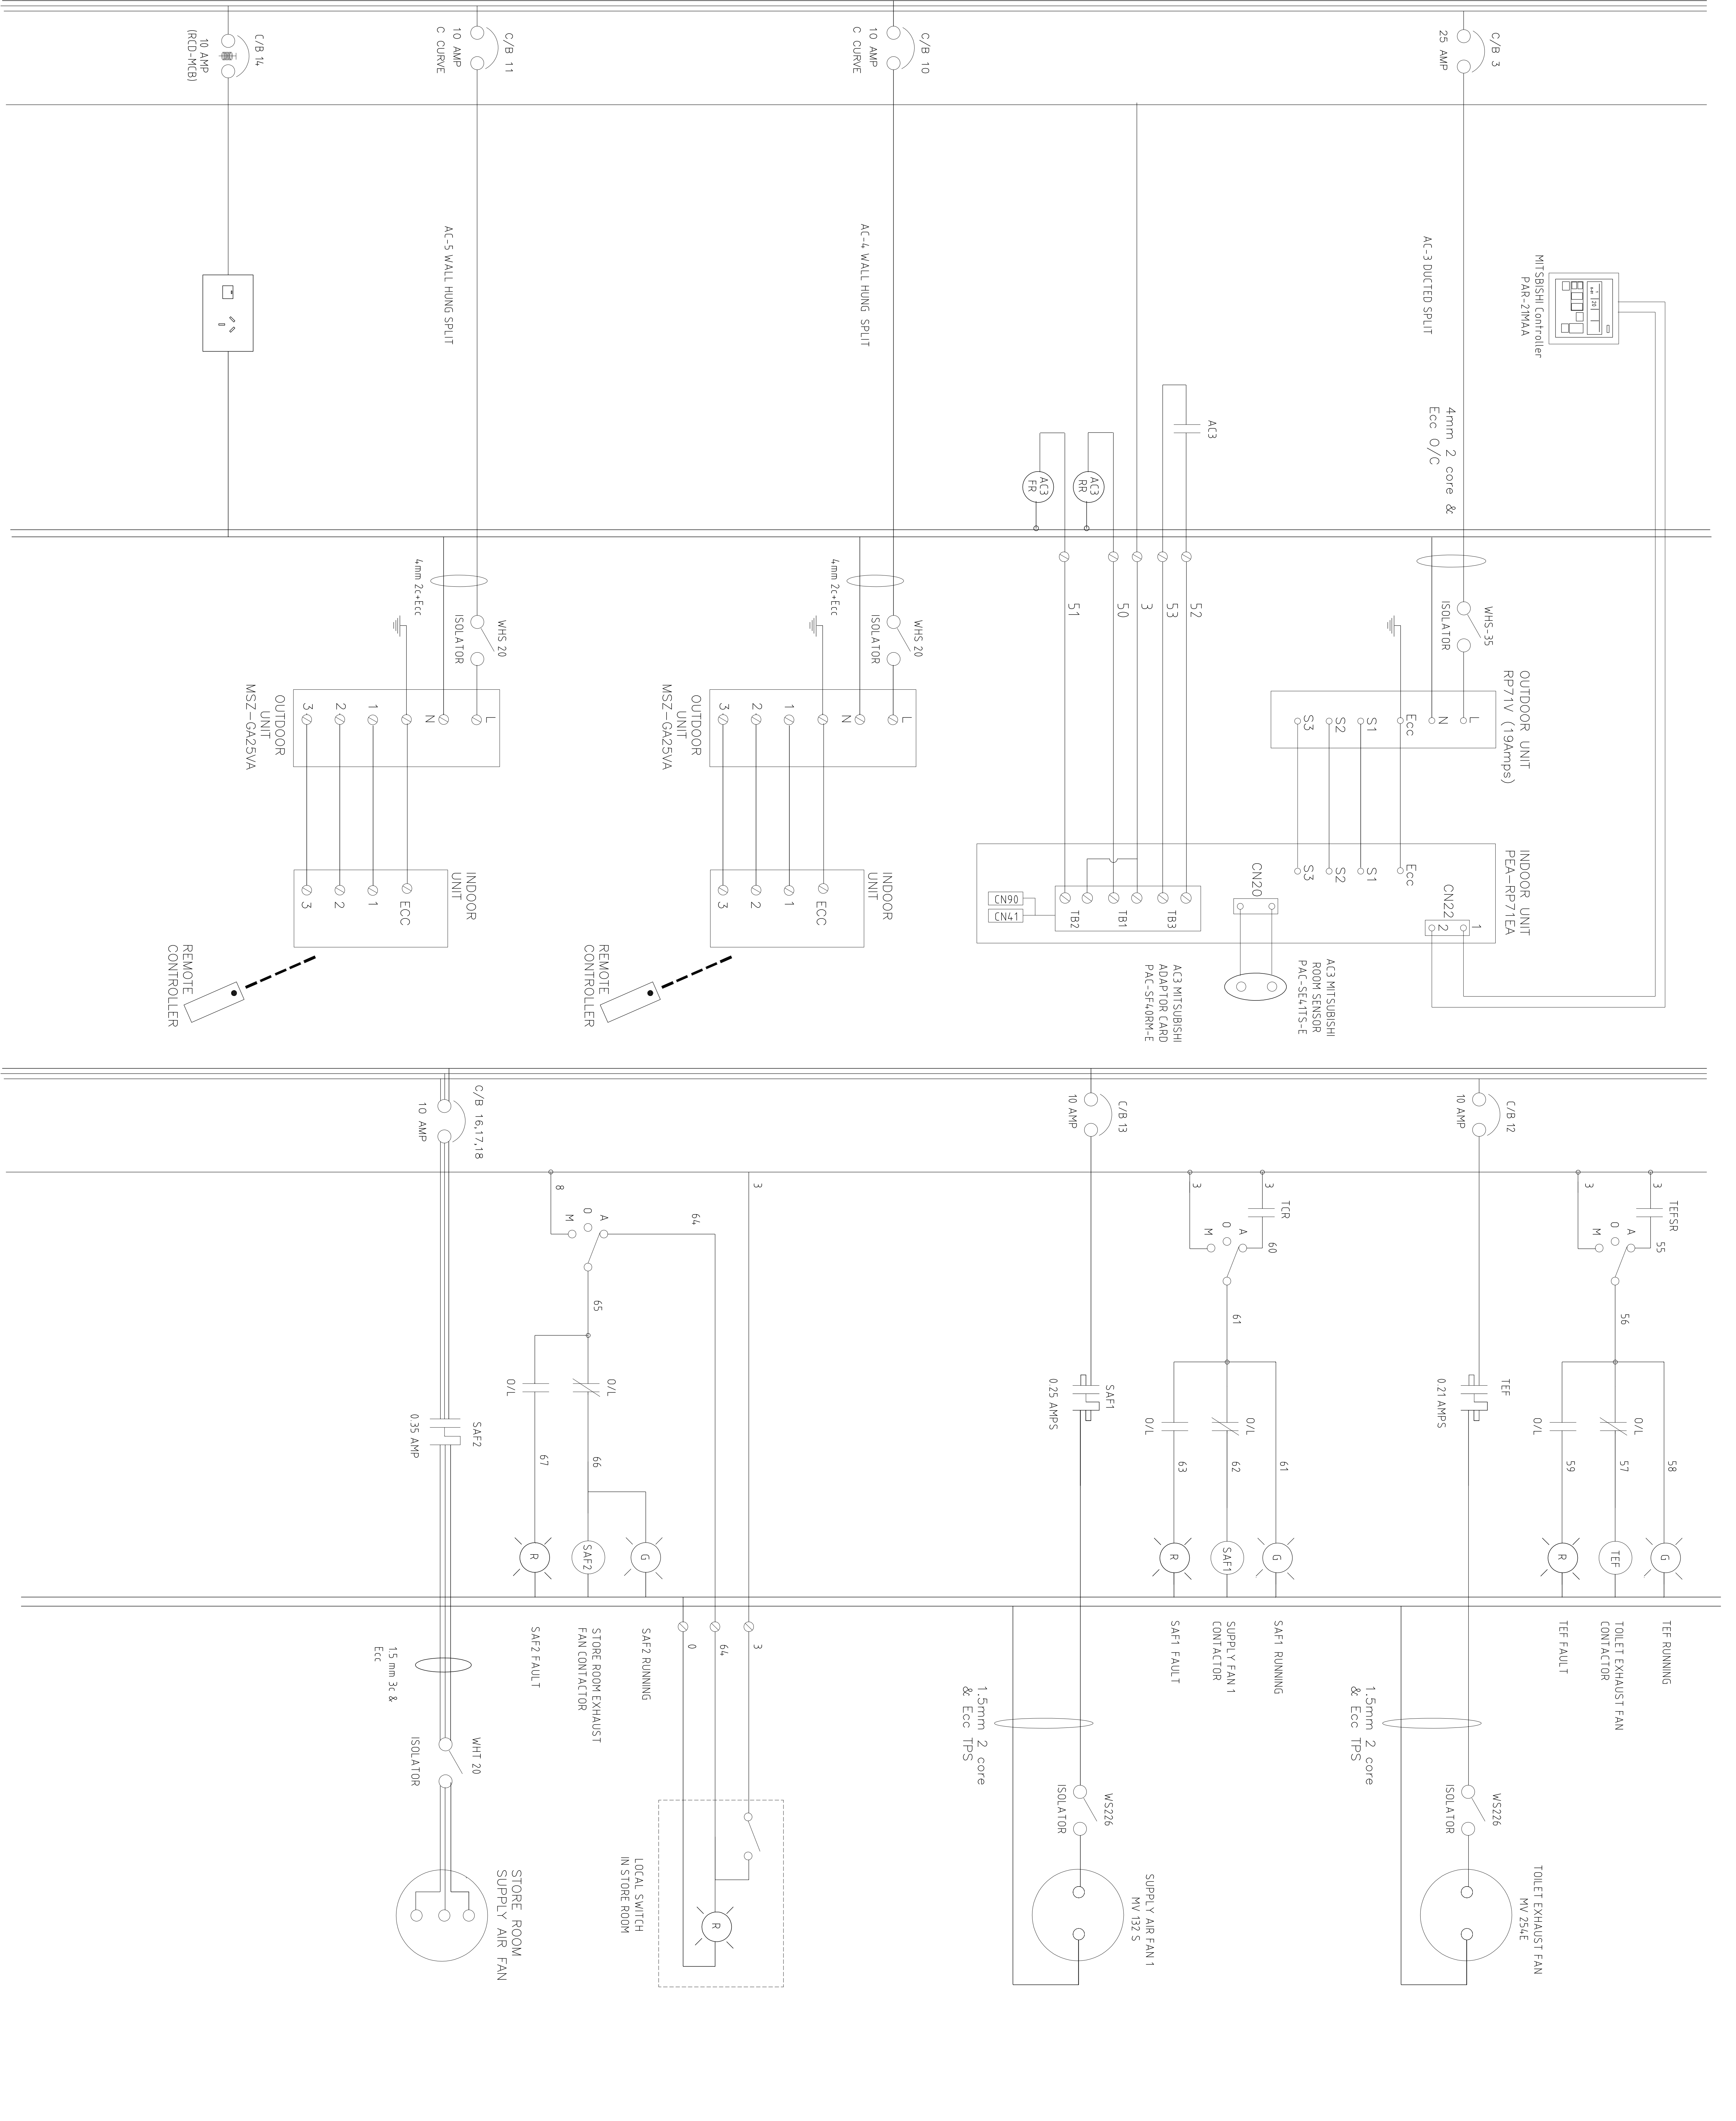 MITSBISHI Controller
PAR-21MAA
C/B 3
25 AMP
AC-3 DUCTED SPLIT
4mm 2 core &
Ecc O/C
WHS-35
ISOLATOR
OUTDOOR UNIT
RP71V (19Amps)
L
N
Ecc
S1
S2
S3
INDOOR UNIT
PEA-RP71EA
Ecc
S1
S2
S3
CN22
1
2
CN20
AC3 MITSUBISHI
ROOM SENSOR
PAC-SE41TS-E
AC3
AC3
RR
AC3
FR
52
53
3
50
51
TB3
TB1
TB2
CN90
CN41
AC3 MITSUBISHI
ADAPTOR CARD
PAC-SF40RM-E
C/B 10
10 AMP
C CURVE
AC-4 WALL HUNG SPLIT
4mm 2c+Ecc
WHS 20
ISOLATOR
OUTDOOR
UNIT
MSZ-GA25VA
L
N
1
2
3
INDOOR
UNIT
ECC
1
2
3
REMOTE
CONTROLLER
C/B 11
10 AMP
C CURVE
AC-5 WALL HUNG SPLIT
4mm 2c+Ecc
WHS 20
ISOLATOR
OUTDOOR
UNIT
MSZ-GA25VA
L
N
1
2
3
INDOOR
UNIT
ECC
1
2
3
REMOTE
CONTROLLER
C/B 14
10 AMP
(RCD-MCB)
3
TEFSR
55
3
A
O
M
56
58
O/L
57
O/L
59
G
TEF
R
TEF RUNNING
TOILET EXHAUST FAN
CONTACTOR
TEF FAULT
C/B 12
10 AMP
TEF
0.21 AMPS
1.5mm 2 core
& Ecc TPS
WS226
ISOLATOR
TOILET EXHAUST FAN
MV 254E
3
TCR
60
3
A
O
M
61
61
O/L
62
O/L
63
G
SAF1
R
SAF1 RUNNING
SUPPLY FAN 1
CONTACTOR
SAF1 FAULT
C/B 13
10 AMP
SAF1
0.25 AMPS
1.5mm 2 core
& Ecc TPS
WS226
ISOLATOR
SUPPLY AIR FAN 1
MV 132 S
3
64
8
A
O
M
65
O/L
66
O/L
67
G
SAF2
R
SAF2 RUNNING
STORE ROOM EXHAUST
FAN CONTACTOR
SAF2 FAULT
3
64
0
R
LOCAL SWITCH
IN STORE ROOM
C/B 16,17,18
10 AMP
SAF2
0.35 AMP
1.5 mm 3c &
Ecc
WHT 20
ISOLATOR
STORE ROOM
SUPPLY AIR FAN